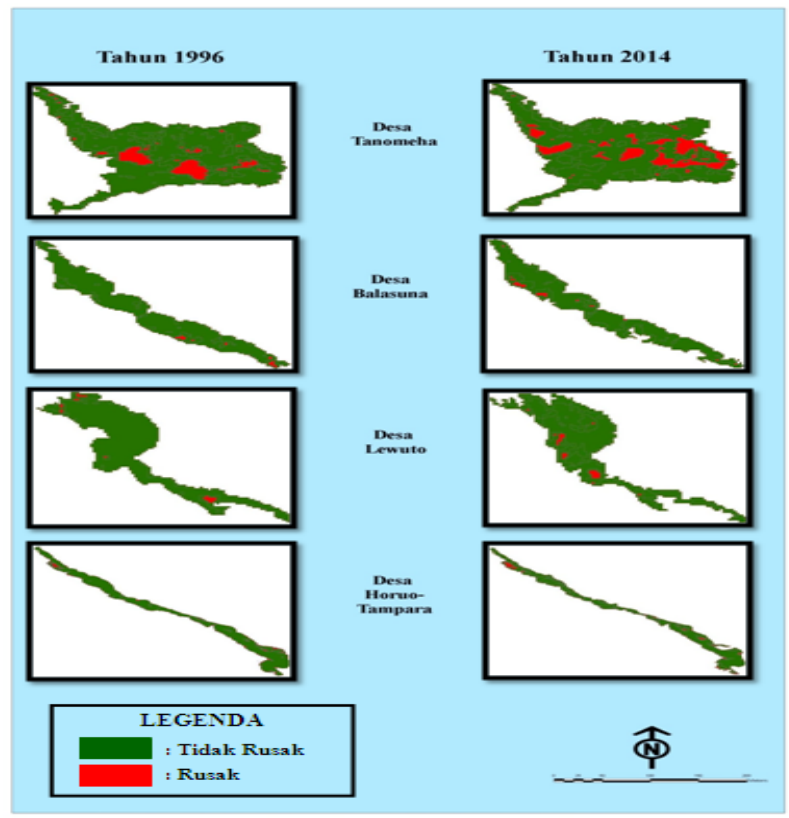 Tahun 1996
Tahun 2014
Desa
Tanomeha
Desa
Balasuna
Desa
Lewuto
Desa
Horuo-
Tampara
LEGENDA
: Tidak Rusak
: Rusak
N